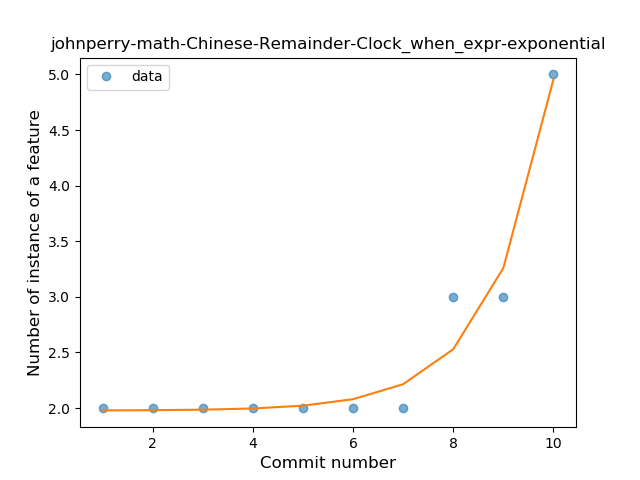 johnperry-math-Chinese-Remainder-Clock_when_expr-exponential
data
Number of instance of a feature
5.0
4.5
4.0
3.5
3.0
2.5
2.0
2 4 6 8 10
Commit number